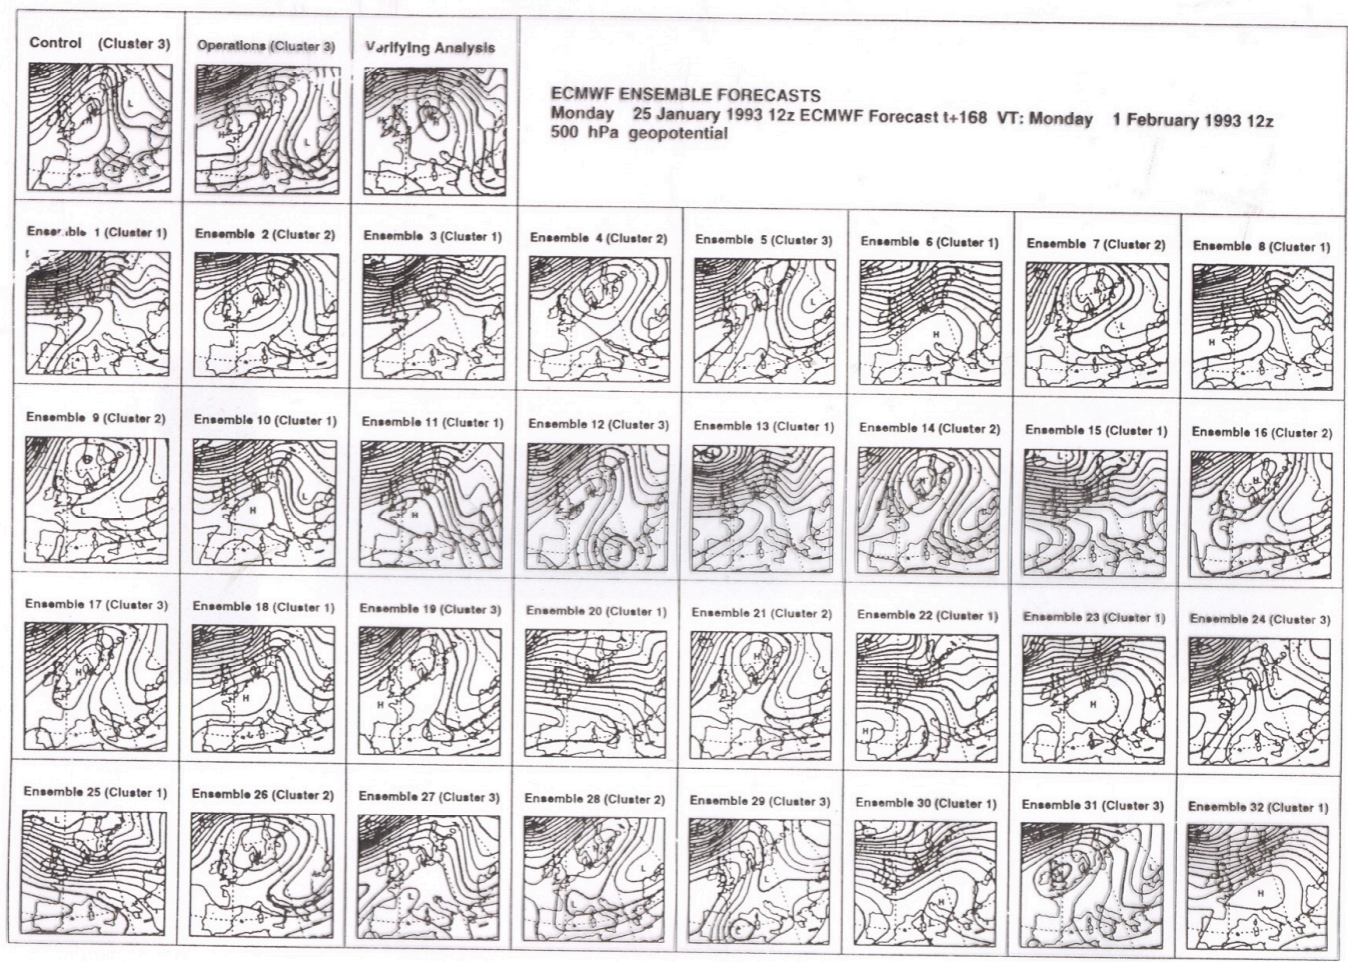 Control (Cluster 3)
Operations (Cluster 3)
Verifying Analysis
ECMWF ENSEMBLE FORECASTS
Monday 25 January 1993 12z ECMWF Forecast t+168 VT: Monday 1 February 1993 12z
500 hPa geopotential
Ensemble 1 (Cluster 1)
Ensemble 2 (Cluster 2)
Ensemble 3 (Cluster 1)
Ensemble 4 (Cluster 2)
Ensemble 5 (Cluster 3)
Ensemble 6 (Cluster 1)
Ensemble 7 (Cluster 2)
Ensemble 8 (Cluster 1)
Ensemble 9 (Cluster 2)
Ensemble 10 (Cluster 1)
Ensemble 11 (Cluster 1)
Ensemble 12 (Cluster 3)
Ensemble 13 (Cluster 1)
Ensemble 14 (Cluster 2)
Ensemble 15 (Cluster 1)
Ensemble 16 (Cluster 2)
Ensemble 17 (Cluster 3)
Ensemble 18 (Cluster 1)
Ensemble 19 (Cluster 3)
Ensemble 20 (Cluster 1)
Ensemble 21 (Cluster 2)
Ensemble 22 (Cluster 1)
Ensemble 23 (Cluster 1)
Ensemble 24 (Cluster 3)
Ensemble 25 (Cluster 1)
Ensemble 26 (Cluster 2)
Ensemble 27 (Cluster 3)
Ensemble 28 (Cluster 2)
Ensemble 29 (Cluster 3)
Ensemble 30 (Cluster 1)
Ensemble 31 (Cluster 3)
Ensemble 32 (Cluster 1)